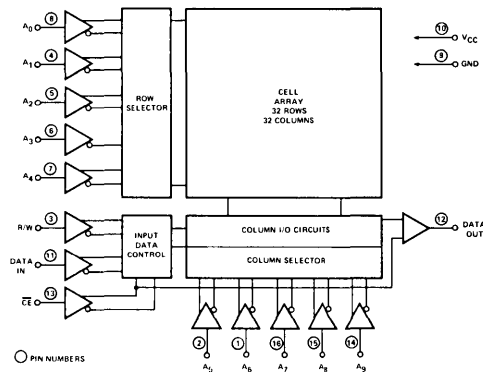 A0 8
A1 4
A2 5
A3 6
A4 7
ROW
SELECTOR
CELL
ARRAY
32 ROWS
32 COLUMNS
10 VCC
9 GND
R/W 3
DATA
IN 11
CE 13
INPUT
DATA
CONTROL
COLUMN I/O CIRCUITS
COLUMN SELECTOR
12 DATA
OUT
2 1 16 15 14
A5 A6 A7 A8 A9
PIN NUMBERS